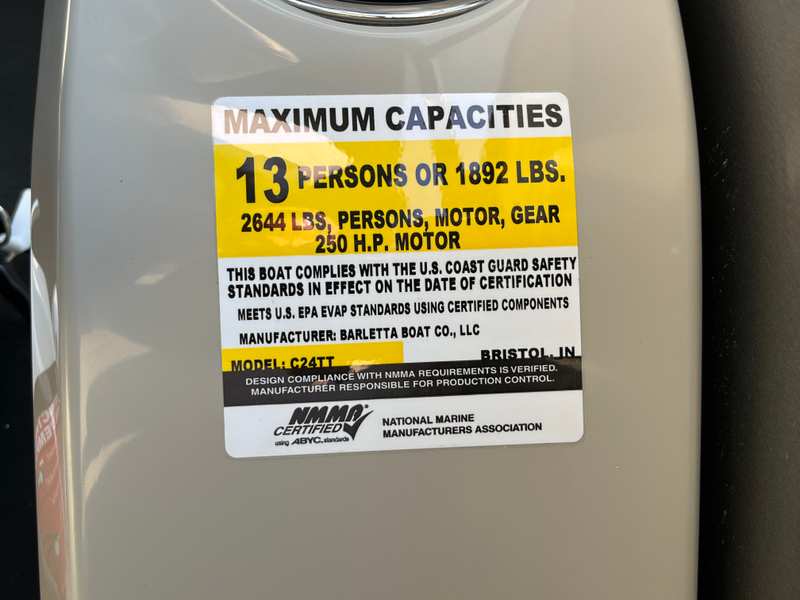 MAXIMUM CAPACITIES
13 PERSONS OR 1892 LBS.
2644 LBS, PERSONS, MOTOR, GEAR
250 H.P. MOTOR
THIS BOAT COMPLIES WITH THE U.S. COAST GUARD SAFETY
STANDARDS IN EFFECT ON THE DATE OF CERTIFICATION
MEETS U.S. EPA EVAP STANDARDS USING CERTIFIED COMPONENTS
MANUFACTURER: BARLETTA BOAT CO., LLC
MODEL: C24TT BRISTOL, IN
DESIGN COMPLIANCE WITH NMMA REQUIREMENTS IS VERIFIED.
MANUFACTURER RESPONSIBLE FOR PRODUCTION CONTROL.
NMMA
CERTIFIED
using ABYC standards
NATIONAL MARINE
MANUFACTURERS ASSOCIATION